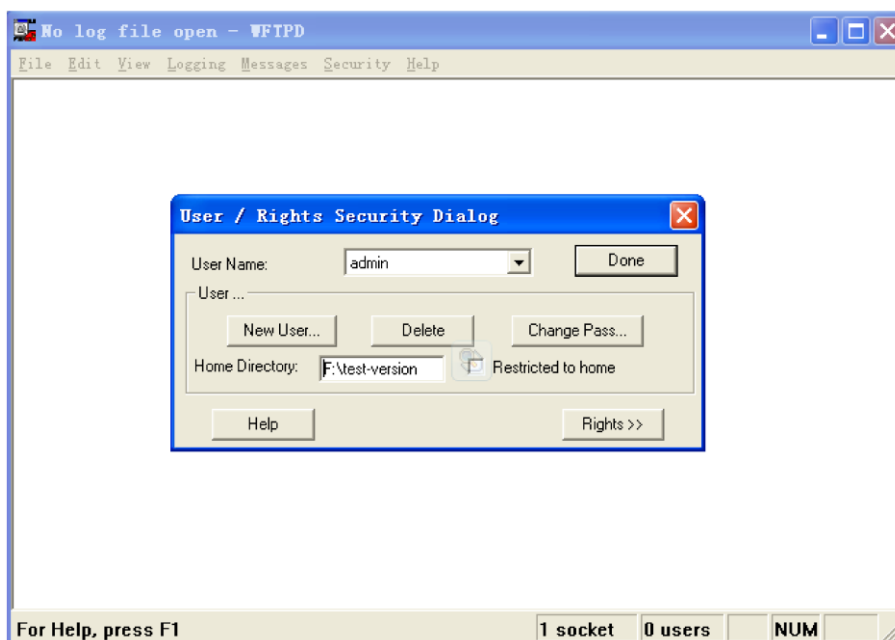 No log file open - WFTPD
File Edit View Logging Messages Security Help
User / Rights Security Dialog
User Name: admin Done
User ...
New User... Delete Change Pass...
Home Directory: F:\test-version Restricted to home
Help Rights >>
For Help, press F1 1 socket 0 users NUM